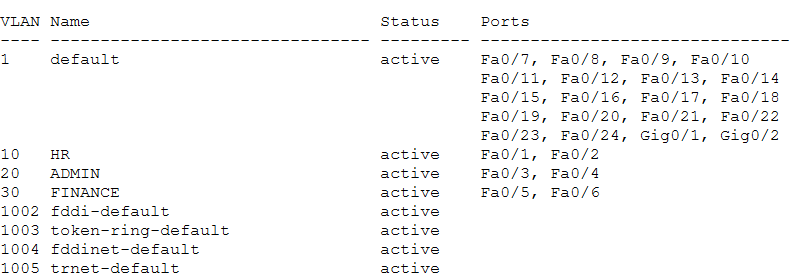 VLAN Name                             Status    Ports
---- -------------------------------- --------- -------------------------------
1    default                          active    Fa0/7, Fa0/8, Fa0/9, Fa0/10
                                                Fa0/11, Fa0/12, Fa0/13, Fa0/14
                                                Fa0/15, Fa0/16, Fa0/17, Fa0/18
                                                Fa0/19, Fa0/20, Fa0/21, Fa0/22
                                                Fa0/23, Fa0/24, Gig0/1, Gig0/2
10   HR                               active    Fa0/1, Fa0/2
20   ADMIN                            active    Fa0/3, Fa0/4
30   FINANCE                          active    Fa0/5, Fa0/6
1002 fddi-default                     active
1003 token-ring-default               active
1004 fddinet-default                  active
1005 trnet-default                    active